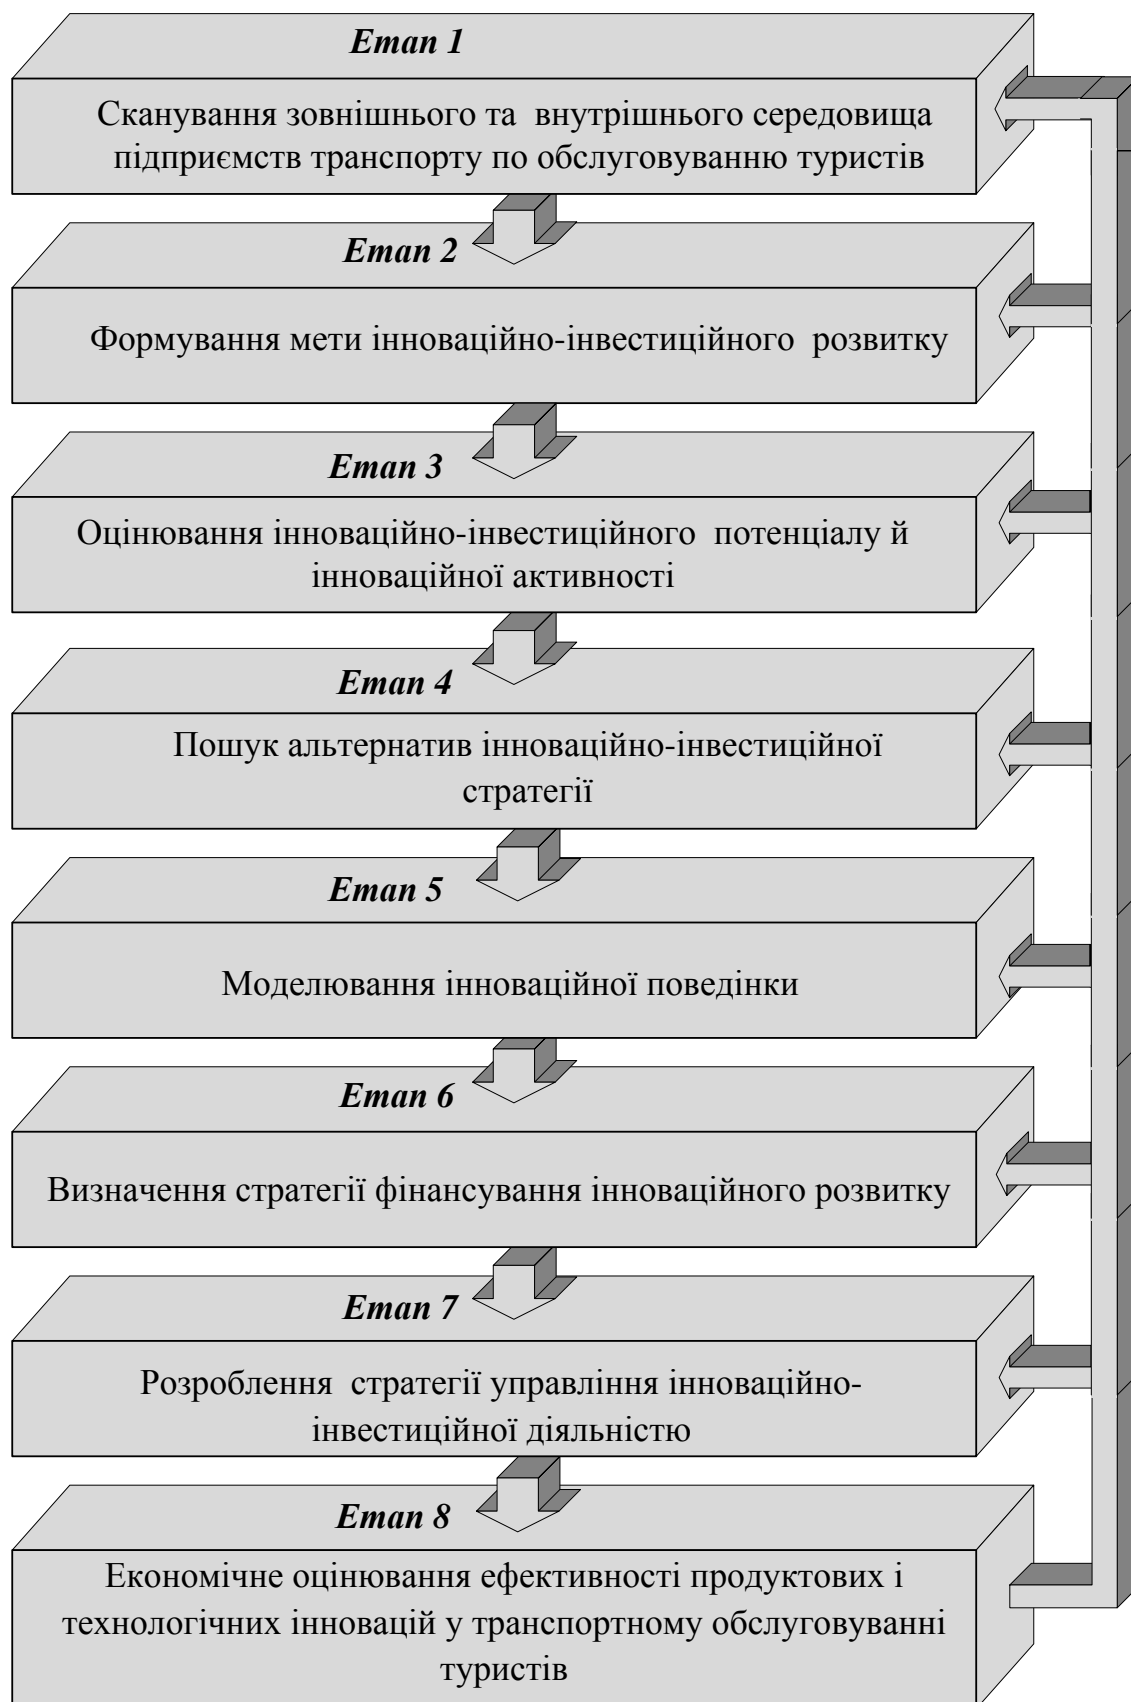 Етап 1
Сканування зовнішнього та внутрішнього середовища
підприємств транспорту по обслуговуванню туристів
Етап 2
Формування мети інноваційно-інвестиційного розвитку
Етап 3
Оцінювання інноваційно-інвестиційного потенціалу й
інноваційної активності
Етап 4
Пошук альтернатив інноваційно-інвестиційної
стратегії
Етап 5
Моделювання інноваційної поведінки
Етап 6
Визначення стратегії фінансування інноваційного розвитку
Етап 7
Розроблення стратегії управління інноваційно-
інвестиційної діяльністю
Етап 8
Економічне оцінювання ефективності продуктових і
технологічних інновацій у транспортному обслуговуванні
туристів